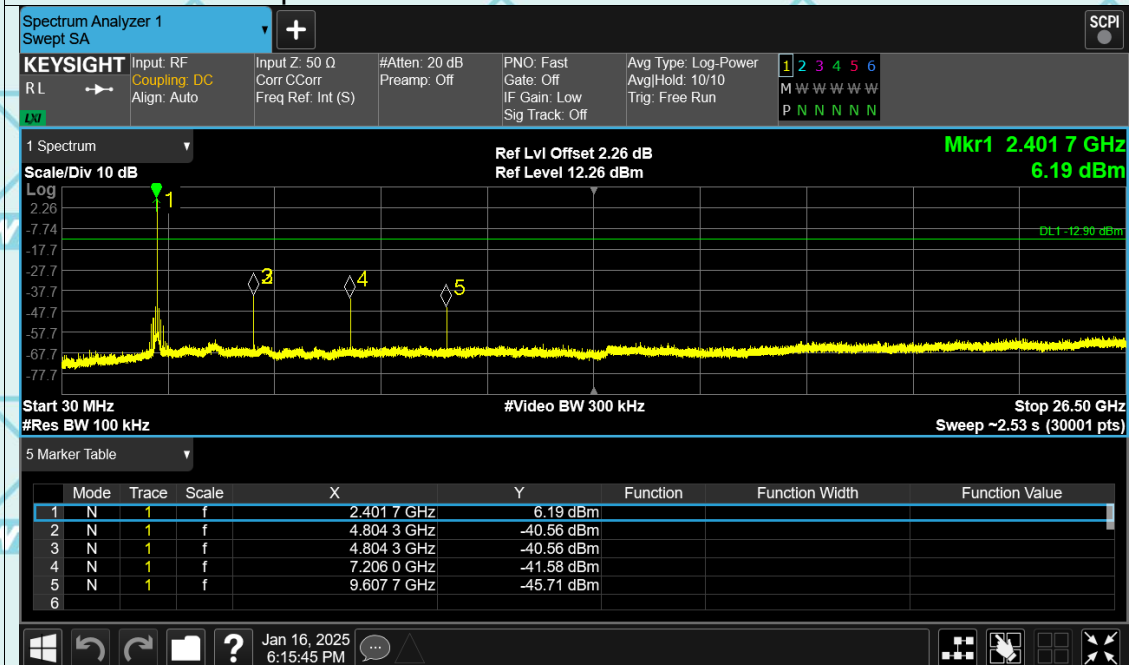 Spectrum Analyzer 1
Swept SA
+
SCPI
KEYSIGHT
RL
LXI
Input: RF
Coupling: DC
Align: Auto
Input Z: 50 Ω
Corr CCorr
Freq Ref: Int (S)
#Atten: 20 dB
Preamp: Off
PNO: Fast
Gate: Off
IF Gain: Low
Sig Track: Off
Avg Type: Log-Power
Avg|Hold: 10/10
Trig: Free Run
1 2 3 4 5 6
M W W W W W
P N N N N N
1 Spectrum
Scale/Div 10 dB
Ref Lvl Offset 2.26 dB
Ref Level 12.26 dBm
Mkr1 2.401 7 GHz
6.19 dBm
Log
2.26
-7.74
-17.7
-27.7
-37.7
-47.7
-57.7
-67.7
-77.7
1
4
5
DL1 -12.90 dBm
Start 30 MHz
#Res BW 100 kHz
#Video BW 300 kHz
Stop 26.50 GHz
Sweep ~2.53 s (30001 pts)
5 Marker Table
Mode Trace Scale X Y Function Function Width Function Value
1 N 1 f 2.401 7 GHz 6.19 dBm
2 N 1 f 4.804 3 GHz -40.56 dBm
3 N 1 f 4.804 3 GHz -40.56 dBm
4 N 1 f 7.206 0 GHz -41.58 dBm
5 N 1 f 9.607 7 GHz -45.71 dBm
6
?
Jan 16, 2025
6:15:45 PM